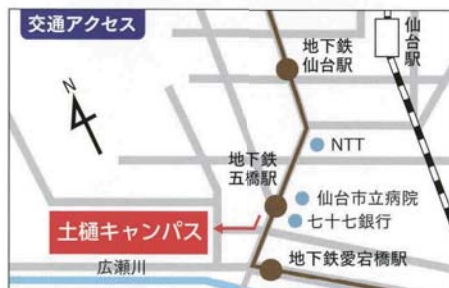 交通アクセス
N
地下鉄
仙台駅
仙台駅
NTT
地下鉄
五橋駅
仙台市立病院
七十七銀行
土樋キャンパス
広瀬川
地下鉄愛宕橋駅